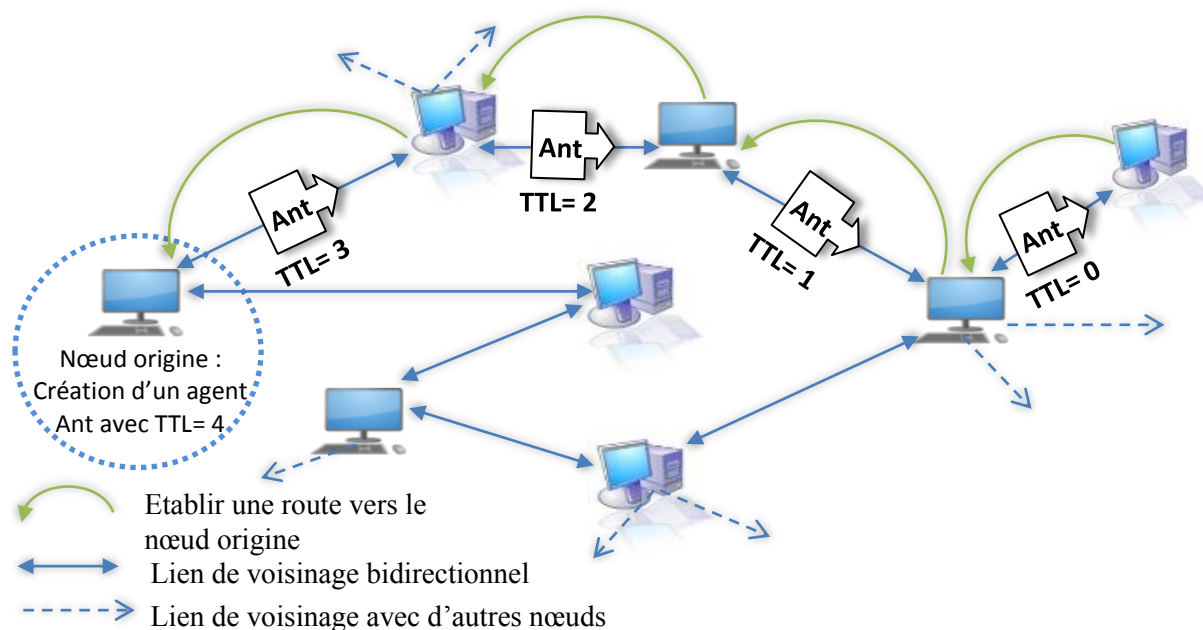 Ant
TTL= 3
Ant
TTL= 2
Ant
TTL= 1
Ant
TTL= 0
Nœud origine :
Création d’un agent
Ant avec TTL= 4
Etablir une route vers le
nœud origine
Lien de voisinage bidirectionnel
Lien de voisinage avec d’autres nœuds